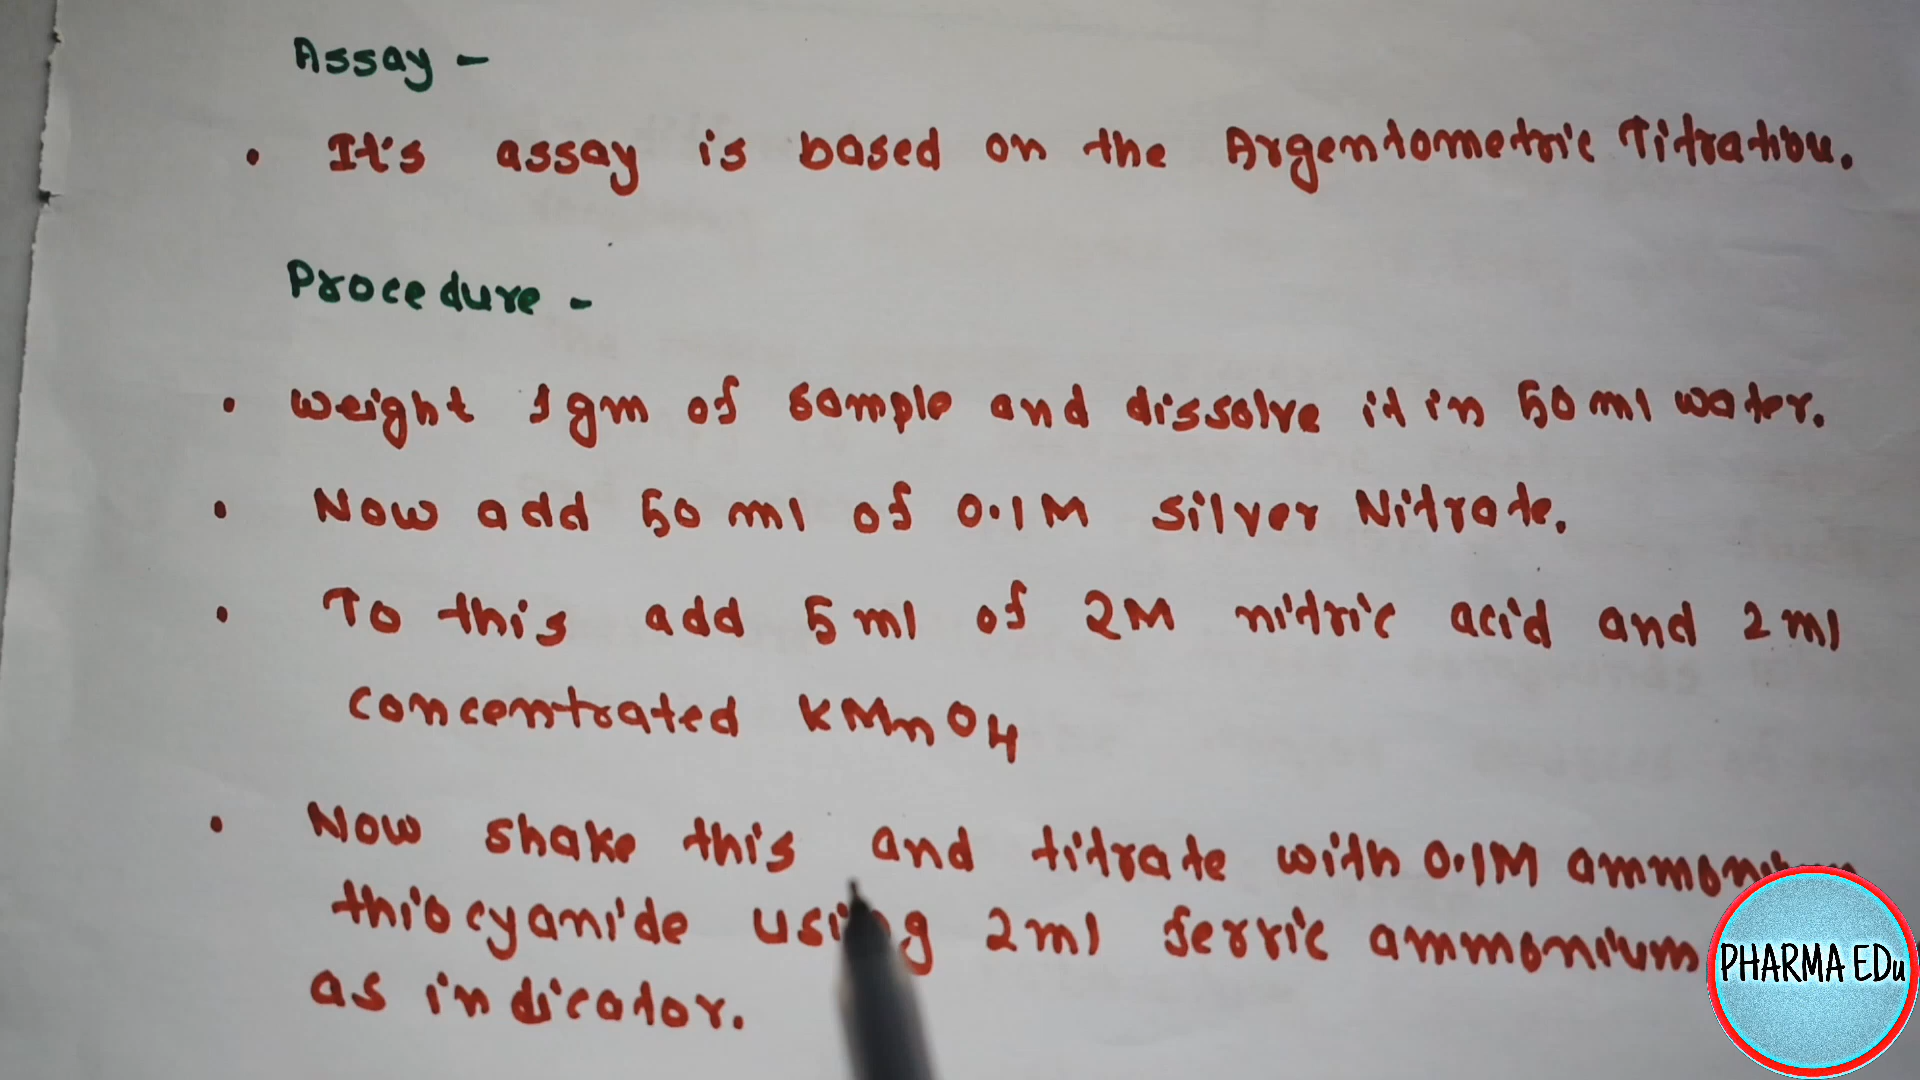 Assay -
• It's assay is based on the Argentometric Titration.
Procedure -
• weight 1gm of sample and dissolve it in 50 ml water.
• Now add 50 ml of 0.1M silver Nitrate.
• To this add 5 ml of 2M nitric acid and 2 ml
concentrated KMnO4
• Now shake this and titrate with 0.1M ammonium
thiocyanide using 2 ml ferric ammonium
as indicator.
PHARMA EDu